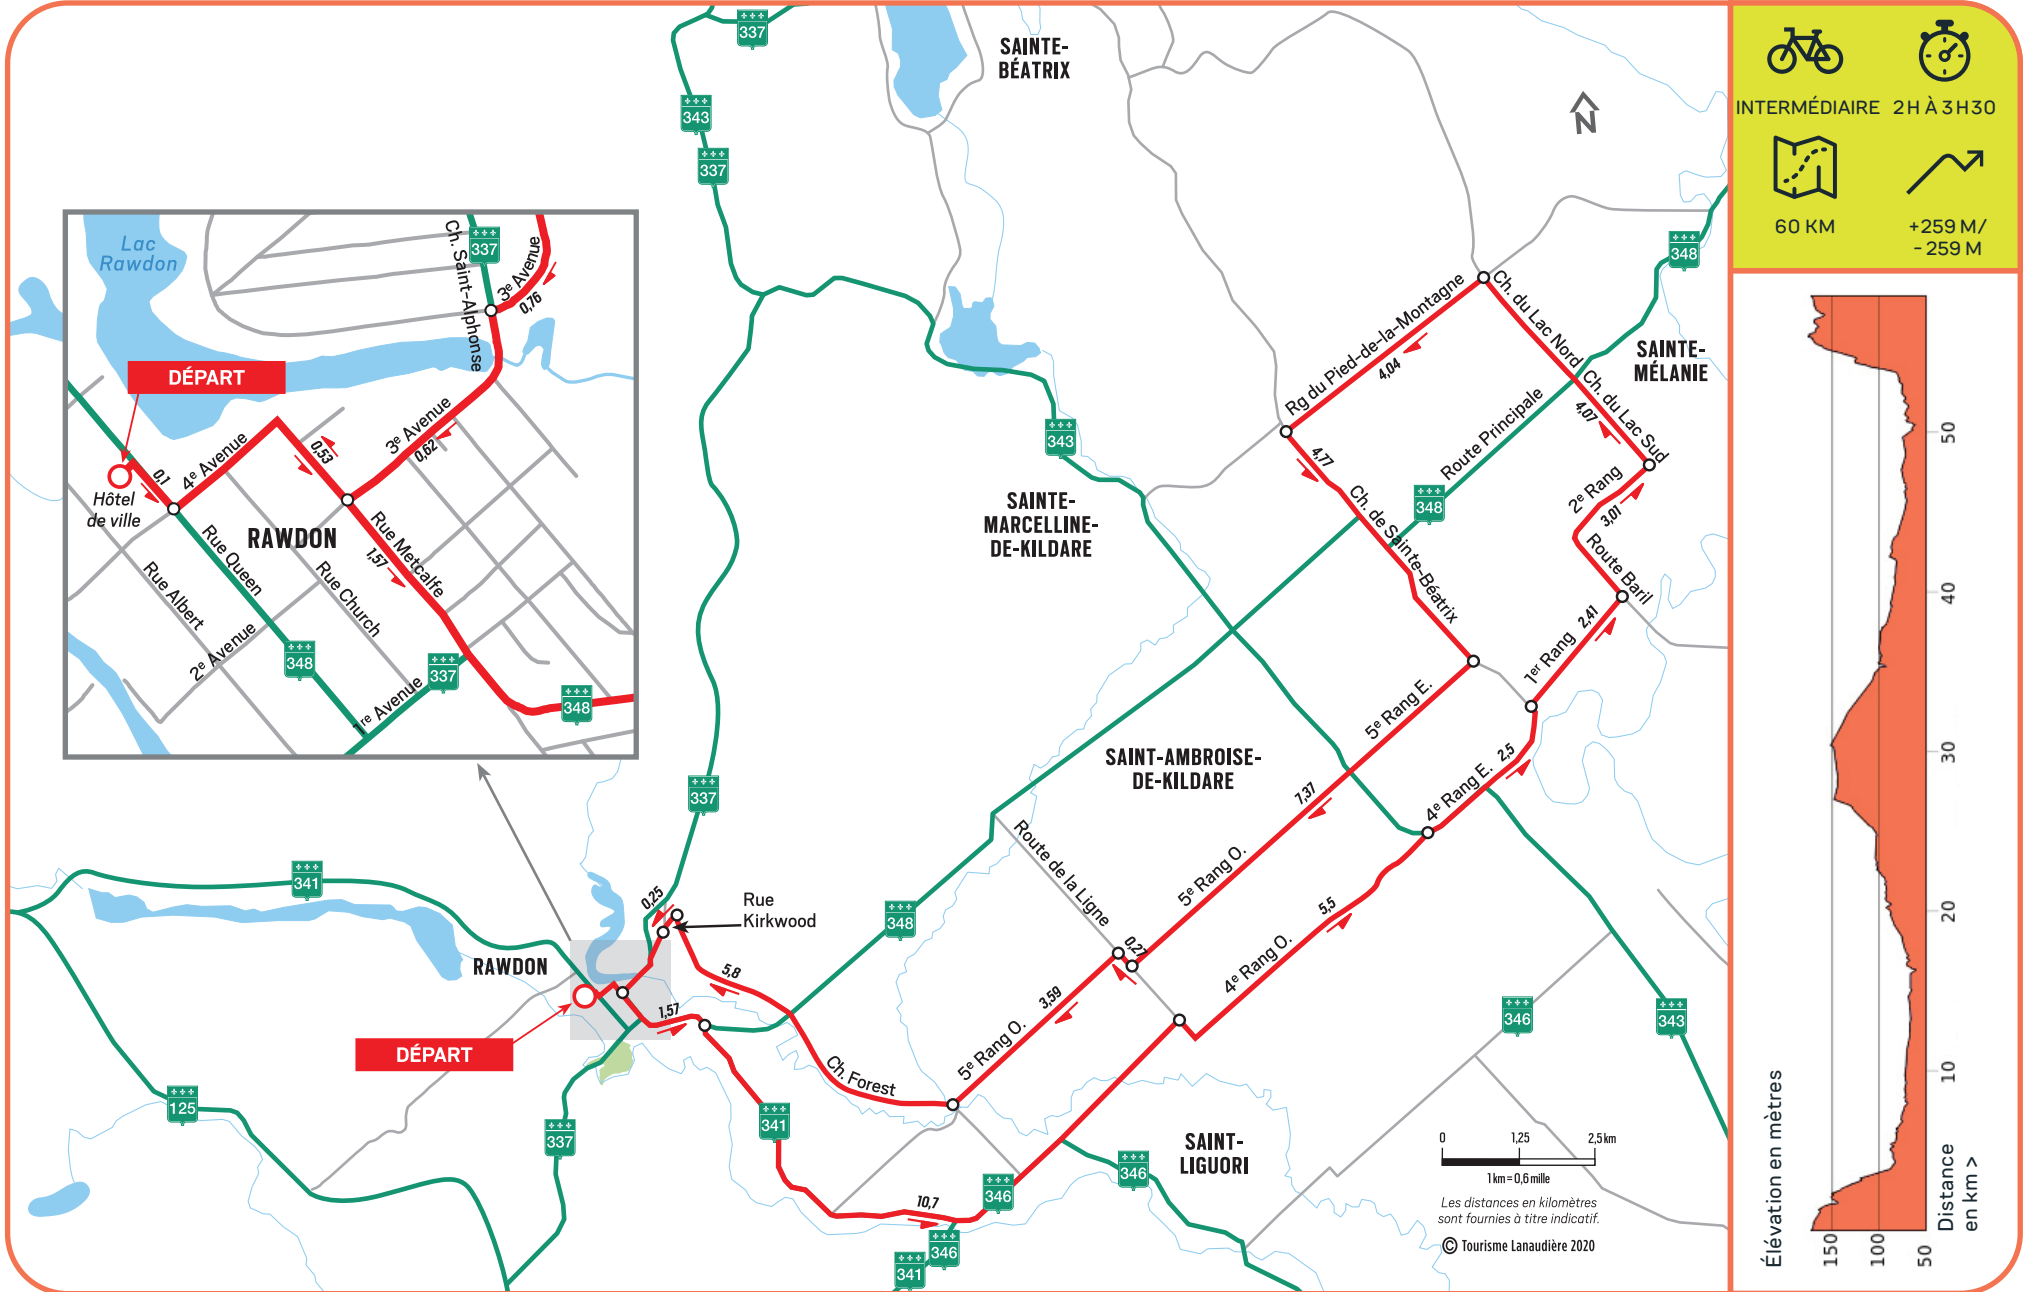 337
343
337
SAINTE-
BÉATRIX
N
348
SAINTE-
MÉLANIE
Ch. du Lac Nord
Ch. du Lac Sud
4,07
Rg du Pied-de-la-Montagne
4,04
Route Principale
348
2e Rang
3,01
Route Baril
1er Rang
2,41
4,77
Ch. de Sainte-Béatrix
343
SAINTE-
MARCELLINE-
DE-KILDARE
5e Rang E.
7,37
5e Rang O.
SAINT-AMBROISE-
DE-KILDARE
4e Rang E.
2,5
Route de la Ligne
0,27
5,5
4e Rang O.
3,59
5e Rang O.
337
348
341
0,25
Rue
Kirkwood
RAWDON
5,8
1,57
DÉPART
Ch. Forest
125
337
341
10,7
346
346
341
346
SAINT-
LIGUORI
346
343
0
1,25
2,5 km
1 km = 0,6 mille
Les distances en kilomètres
sont fournies à titre indicatif.
© Tourisme Lanaudière 2020
Lac
Rawdon
Ch. Saint-Alphonse
337
3e Avenue
0,76
DÉPART
0,1
4e Avenue
0,53
3e Avenue
0,62
Hôtel
de ville
RAWDON
Rue Queen
Rue Metcalfe
1,57
Rue Albert
Rue Church
2e Avenue
348
1re Avenue
337
348
INTERMÉDIAIRE
2H À 3H30
60 KM
+259 M/
-259 M
Élévation en mètres
150
100
50
Distance
en km >
10
20
30
40
50